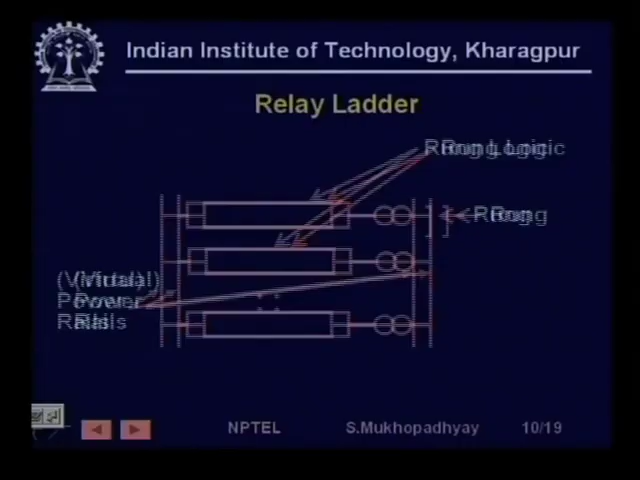 Indian Institute of Technology, Kharagpur
Relay Ladder
Rung Logic
Rung
(Virtual)
Power
Rails
NPTEL S.Mukhopadhyay 10/19